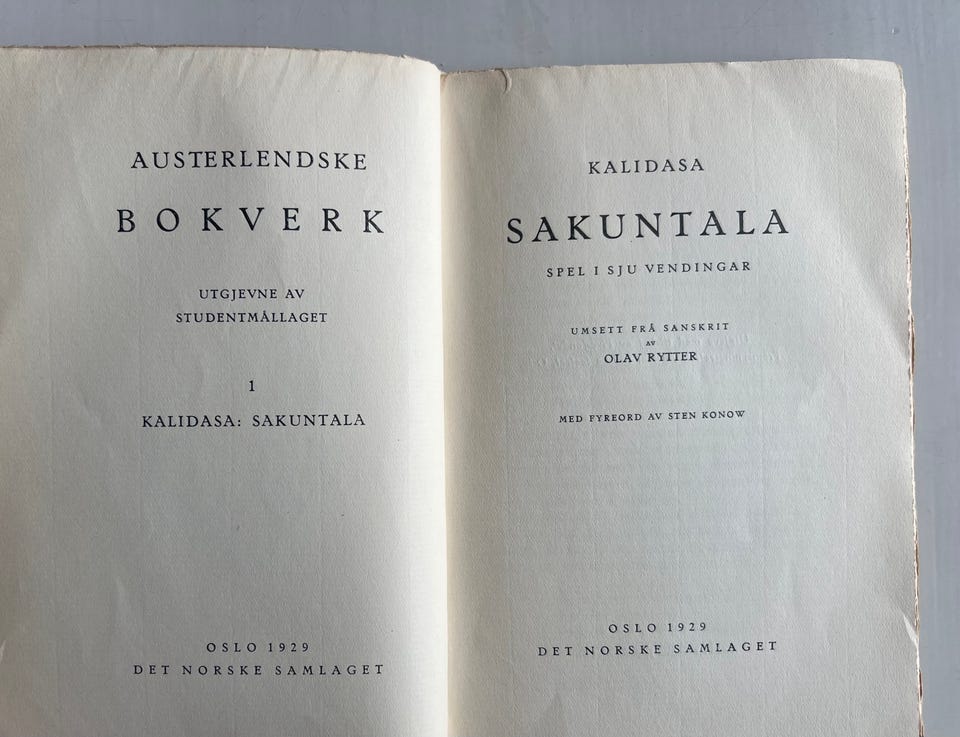 AUSTERLENDSKE
BOKVERK
UTGJEVNE AV
STUDENTMÅLLAGET
1
KALIDASA: SAKUNTALA
OSLO 1929
DET NORSKE SAMLAGET
KALIDASA
SAKUNTALA
SPEL I SJU VENDINGAR
UMSETT FRÅ SANSKRIT
AV
OLAV RYTTER
MED FYREORD AV STEN KONOW
OSLO 1929
DET NORSKE SAMLAGET